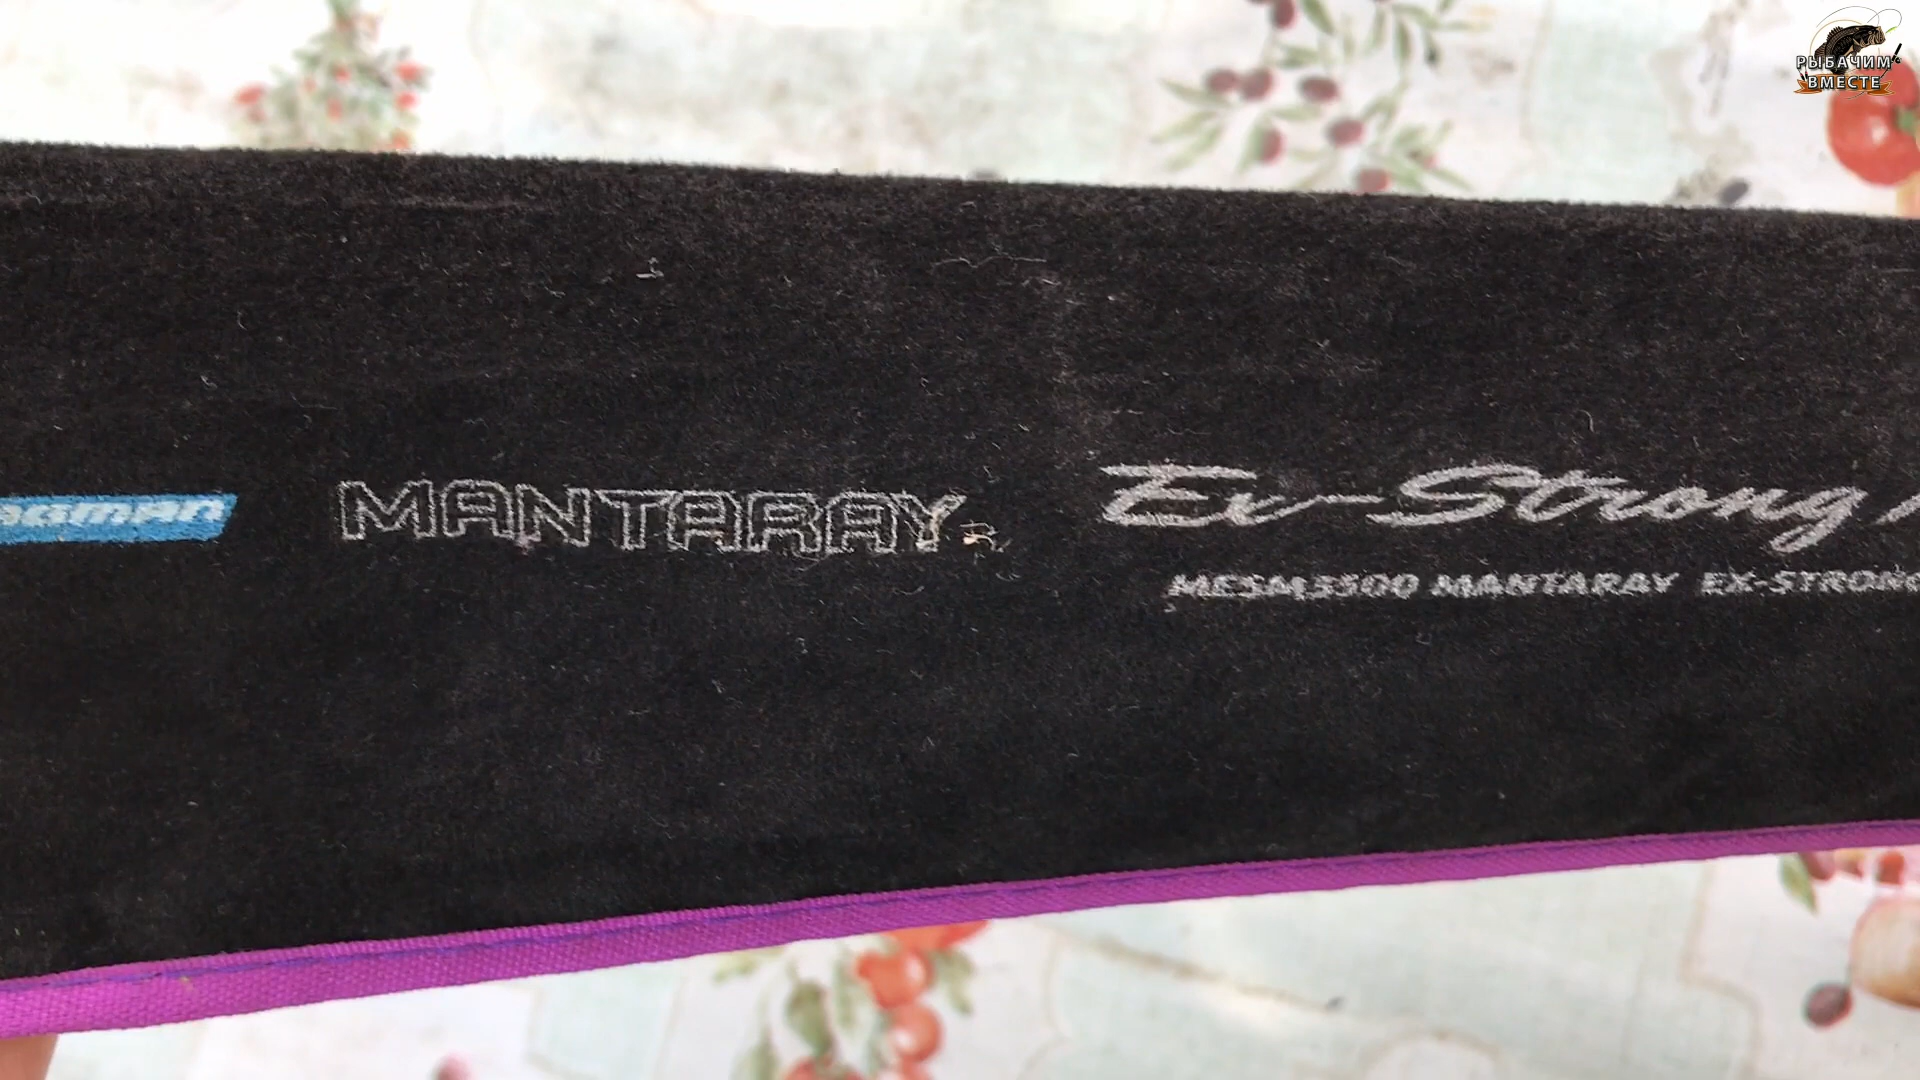 РЫБАЧИМ
ВМЕСТЕ
MANTARAY
Ex-Strong
MESM3500 MANTARAY EX-STRONG